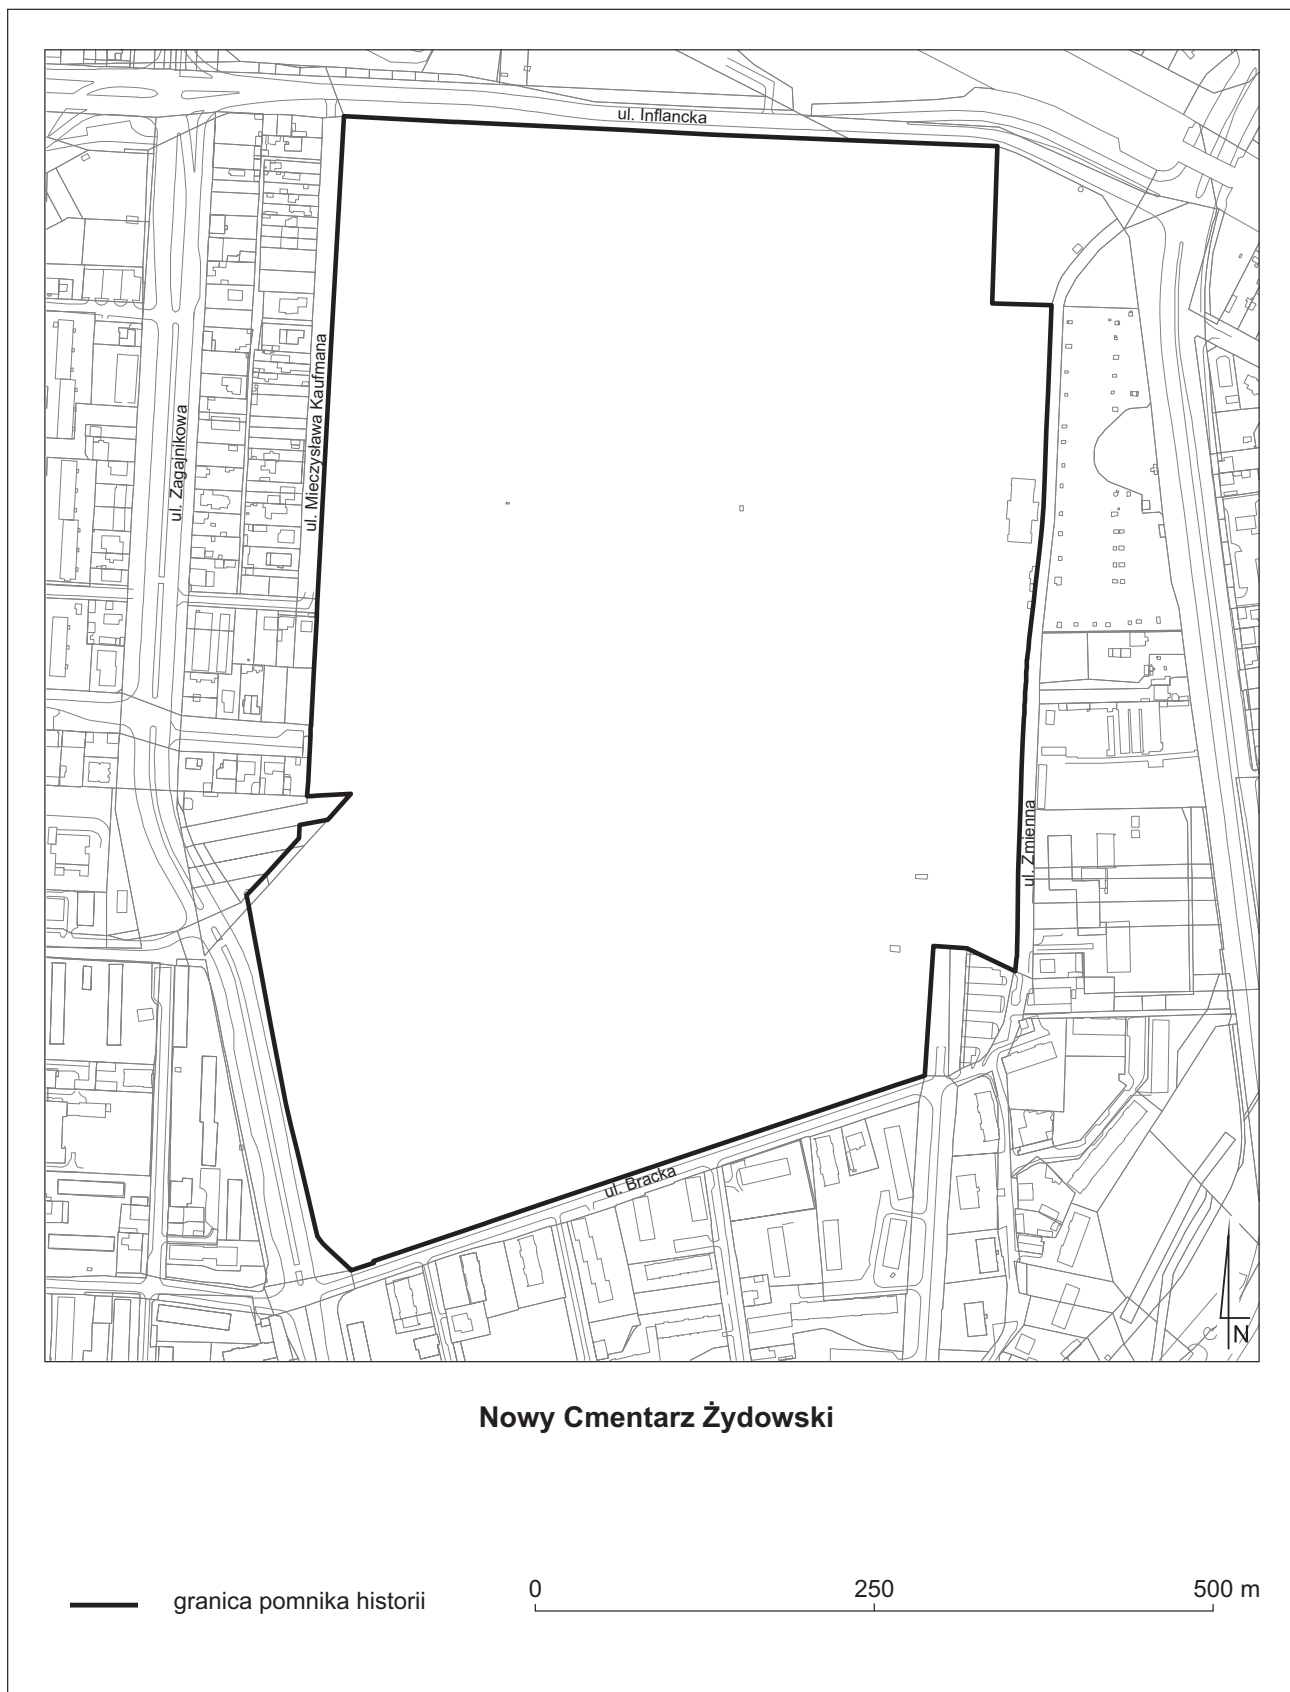 ul. Inflancka
ul. Zagajnikowa
ul. Mieczysława Kaufmana
ul. Zmienna
ul. Bracka
N
Nowy Cmentarz Żydowski
granica pomnika historii
0 250 500 m